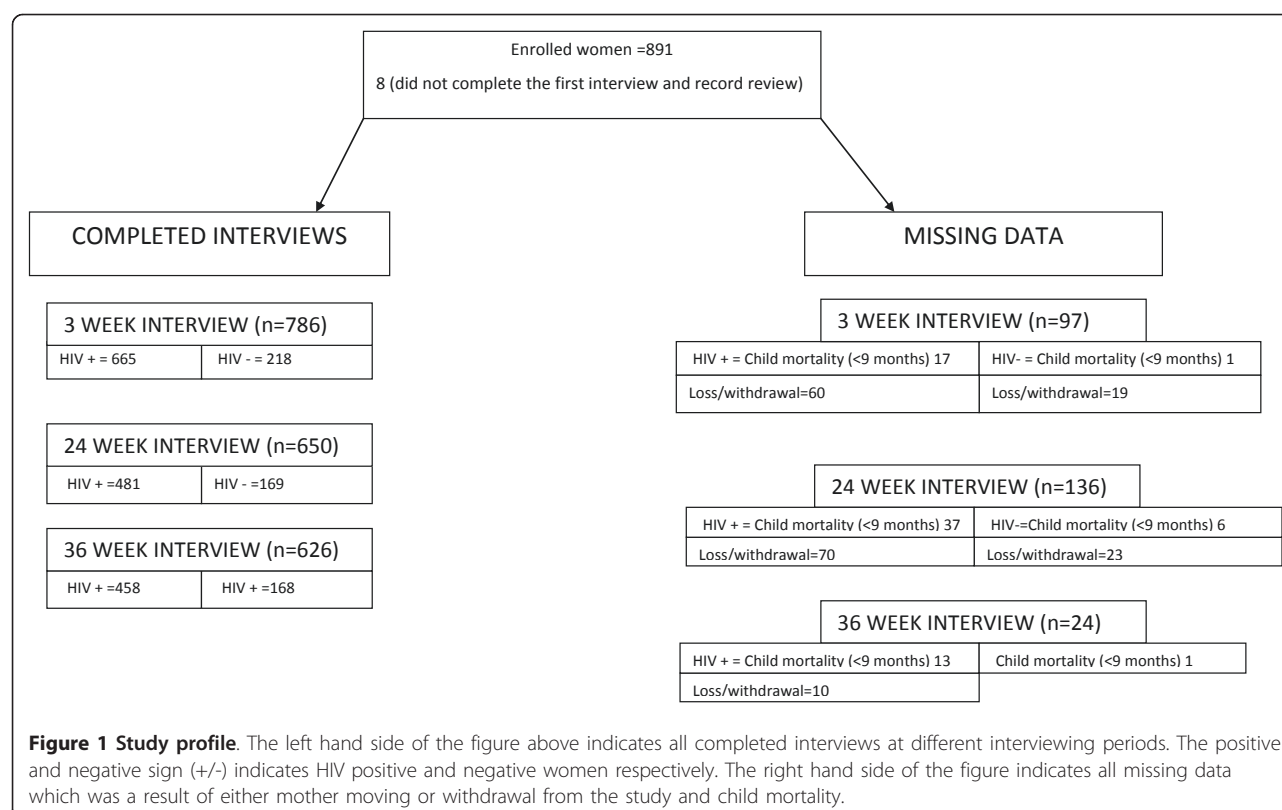 Enrolled women =891
8 (did not complete the first interview and record review)
COMPLETED INTERVIEWS
3 WEEK INTERVIEW (n=786)
HIV + = 665
HIV - = 218
24 WEEK INTERVIEW (n=650)
HIV + =481
HIV - =169
36 WEEK INTERVIEW (n=626)
HIV + =458
HIV + =168
MISSING DATA
3 WEEK INTERVIEW (n=97)
HIV + = Child mortality (<9 months) 17
HIV- = Child mortality (<9 months) 1
Loss/withdrawal=60
Loss/withdrawal=19
24 WEEK INTERVIEW (n=136)
HIV + = Child mortality (<9 months) 37
HIV-=Child mortality (<9 months) 6
Loss/withdrawal=70
Loss/withdrawal=23
36 WEEK INTERVIEW (n=24)
HIV + = Child mortality (<9 months) 13
Child mortality (<9 months) 1
Loss/withdrawal=10
Figure 1 Study profile. The left hand side of the figure above indicates all completed interviews at different interviewing periods. The positive
and negative sign (+/-) indicates HIV positive and negative women respectively. The right hand side of the figure indicates all missing data
which was a result of either mother moving or withdrawal from the study and child mortality.